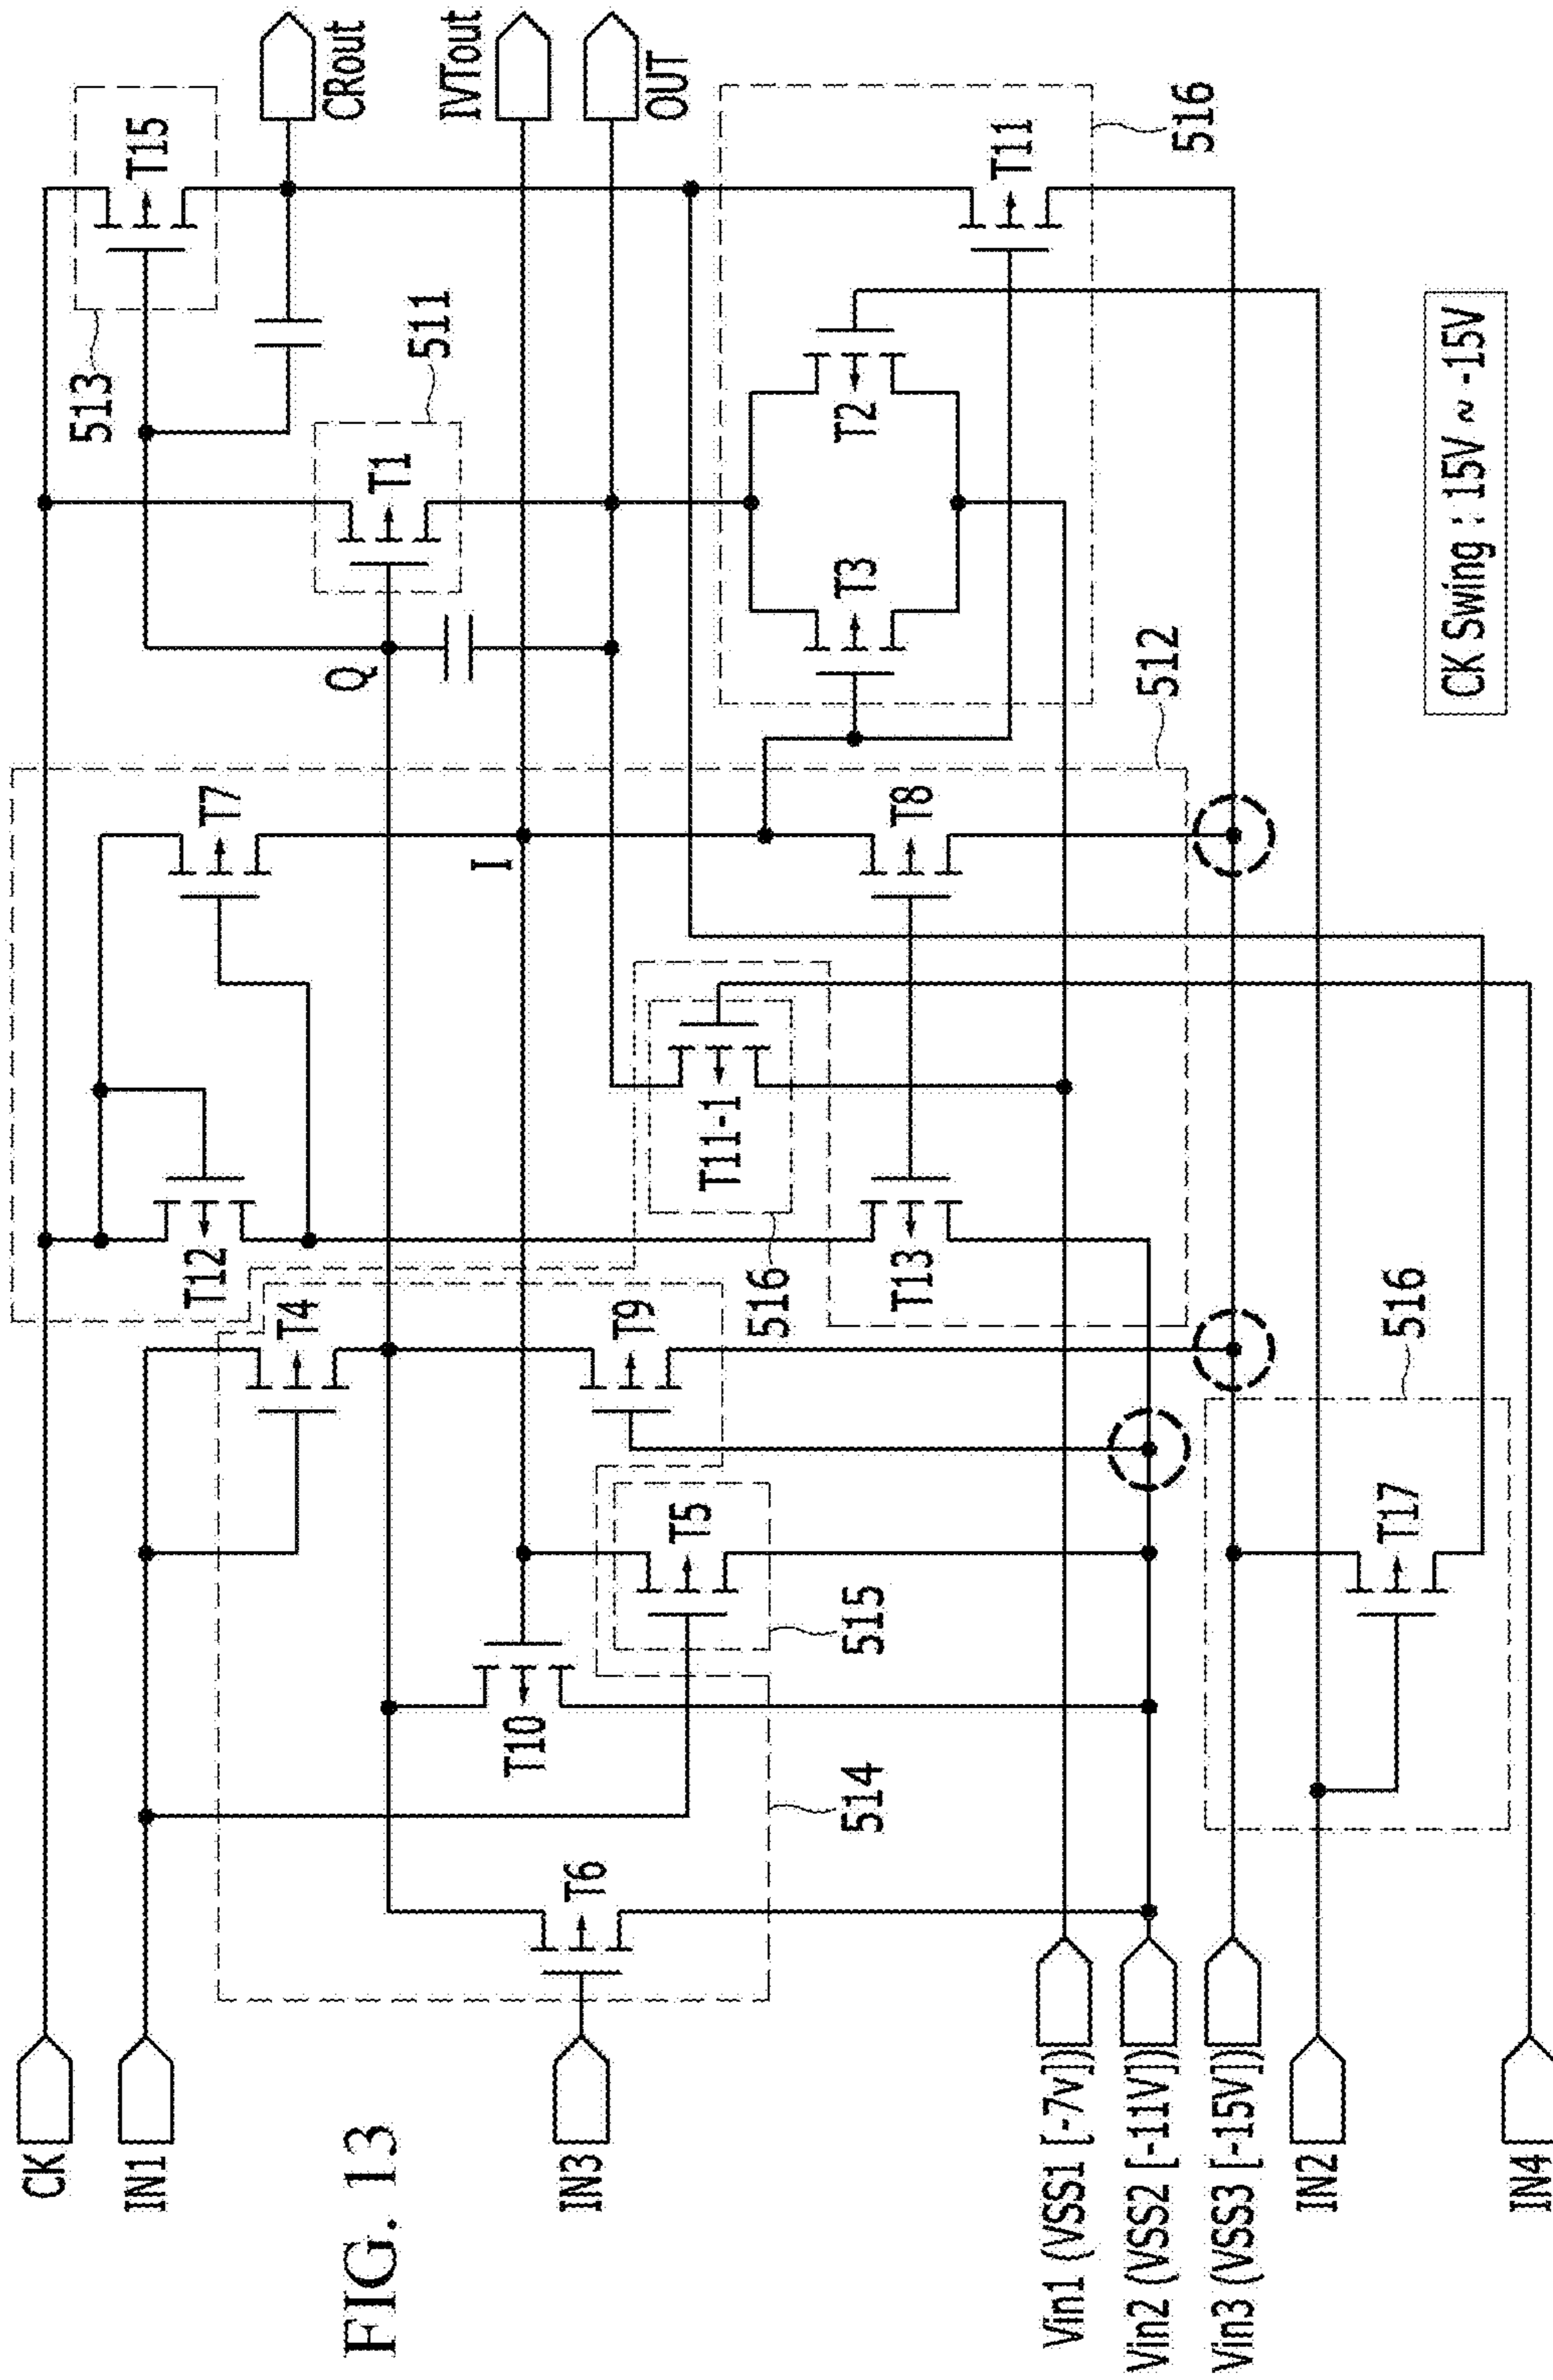 FIG. 13
CK
IN1
IN3
Vin1 (VSS1 [-7v])
Vin2 (VSS2 [-11V])
Vin3 (VSS3 [-15V])
IN2
IN4
T6
514
T10
T5
515
T4
T9
T17
516
T12
T13
T11-1
516
T7
I
T8
512
Q
T1
511
T3
T2
513
T15
T11
516
CRout
IVTout
OUT
CK Swing : 15V ~ -15V